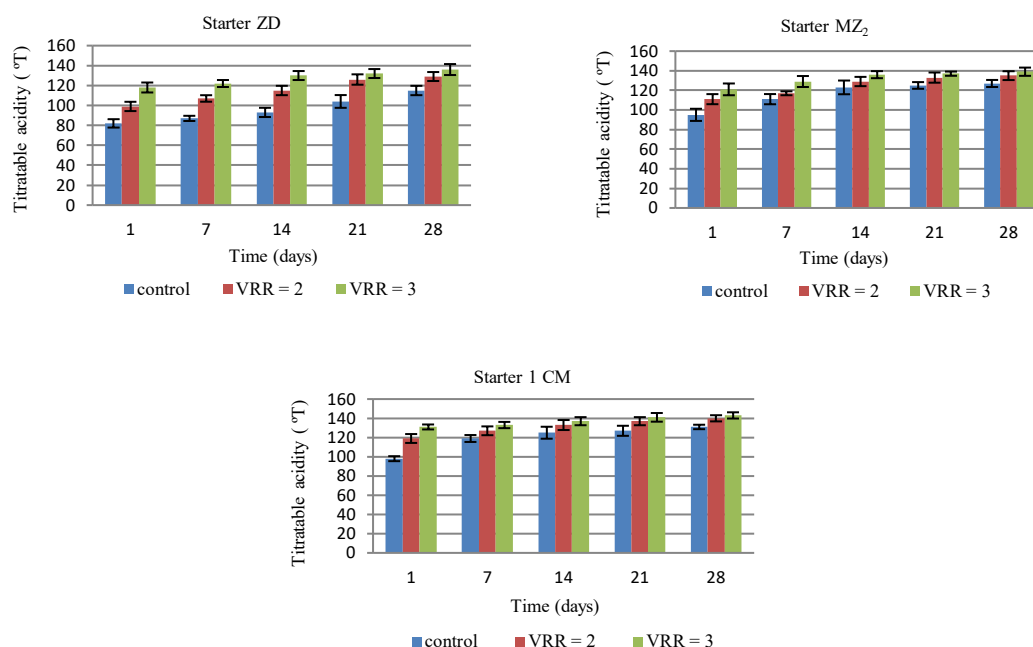 Starter ZD
Titratable acidity ( ºT)
160
140
120
100
80
60
40
20
0
1 7 14 21 28
Time (days)
control VRR = 2 VRR = 3
Starter MZ₂
Titratable acidity ( ºT)
160
140
120
100
80
60
40
20
0
1 7 14 21 28
Time (days)
control VRR = 2 VRR = 3
Starter 1 CM
Titratable acidity ( ºT)
160
140
120
100
80
60
40
20
0
1 7 14 21 28
Time (days)
control VRR = 2 VRR = 3